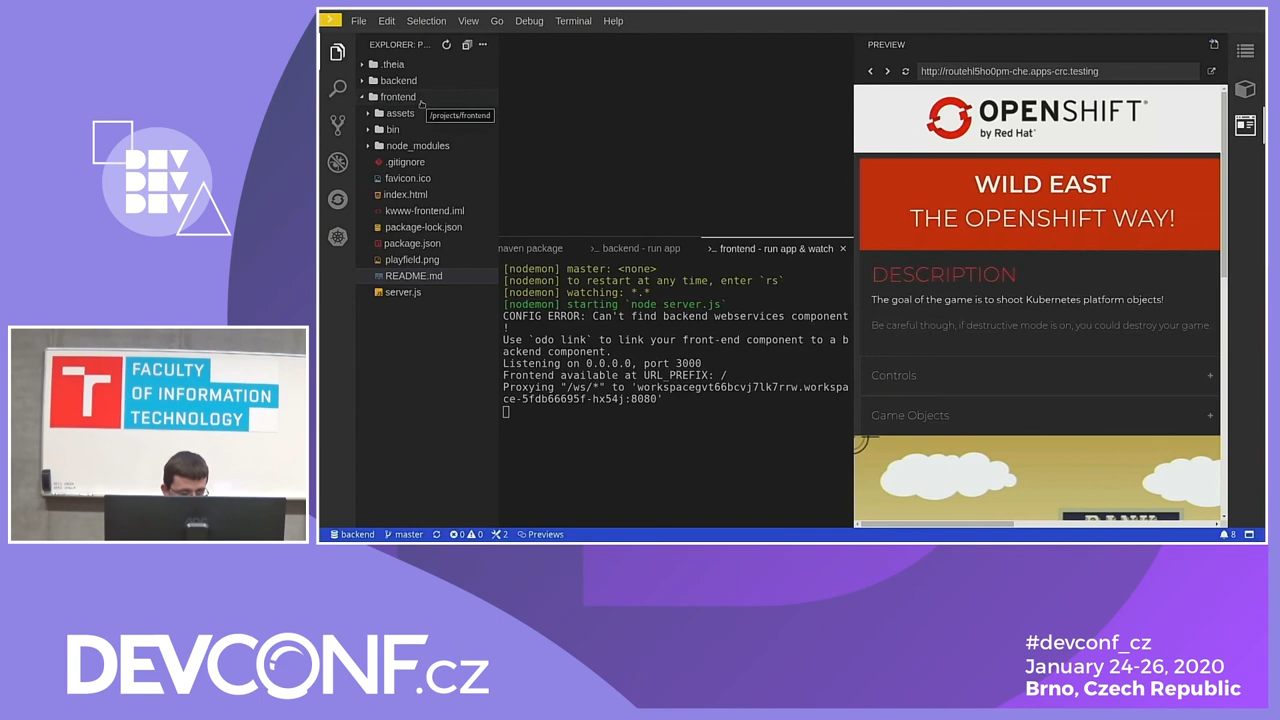 File Edit Selection View Go Debug Terminal Help
EXPLORER: P...
.theia
backend
frontend
assets
/projects/frontend
bin
node_modules
.gitignore
favicon.ico
index.html
kwww-frontend.iml
package-lock.json
package.json
playfield.png
README.md
server.js
maven package
>_ backend - run app
>_ frontend - run app & watch ×
[nodemon] master: <none>
[nodemon] to restart at any time, enter `rs`
[nodemon] watching: *.*
[nodemon] starting `node server.js`
CONFIG ERROR: Can't find backend webservices component
!
Use `odo link` to link your front-end component to a b
ackend component.
Listening on 0.0.0.0, port 3000
Frontend available at URL_PREFIX: /
Proxying "/ws/*" to 'workspacegvt66bcvj7lk7rrw.workspa
ce-5fdb66695f-hx54j:8080'
PREVIEW
http://routehl5ho0pm-che.apps-crc.testing
OPENSHIFT
by Red Hat
WILD EAST
THE OPENSHIFT WAY!
DESCRIPTION
The goal of the game is to shoot Kubernetes platform objects!
Be careful though, if destructive mode is on, you could destroy your game.
Controls +
Game Objects +
backend master 0 0 2 Previews
8
DEV
DEV
DEV
FACULTY
OF INFORMATION
TECHNOLOGY
DEVCONF.cz
#devconf_cz
January 24-26, 2020
Brno, Czech Republic